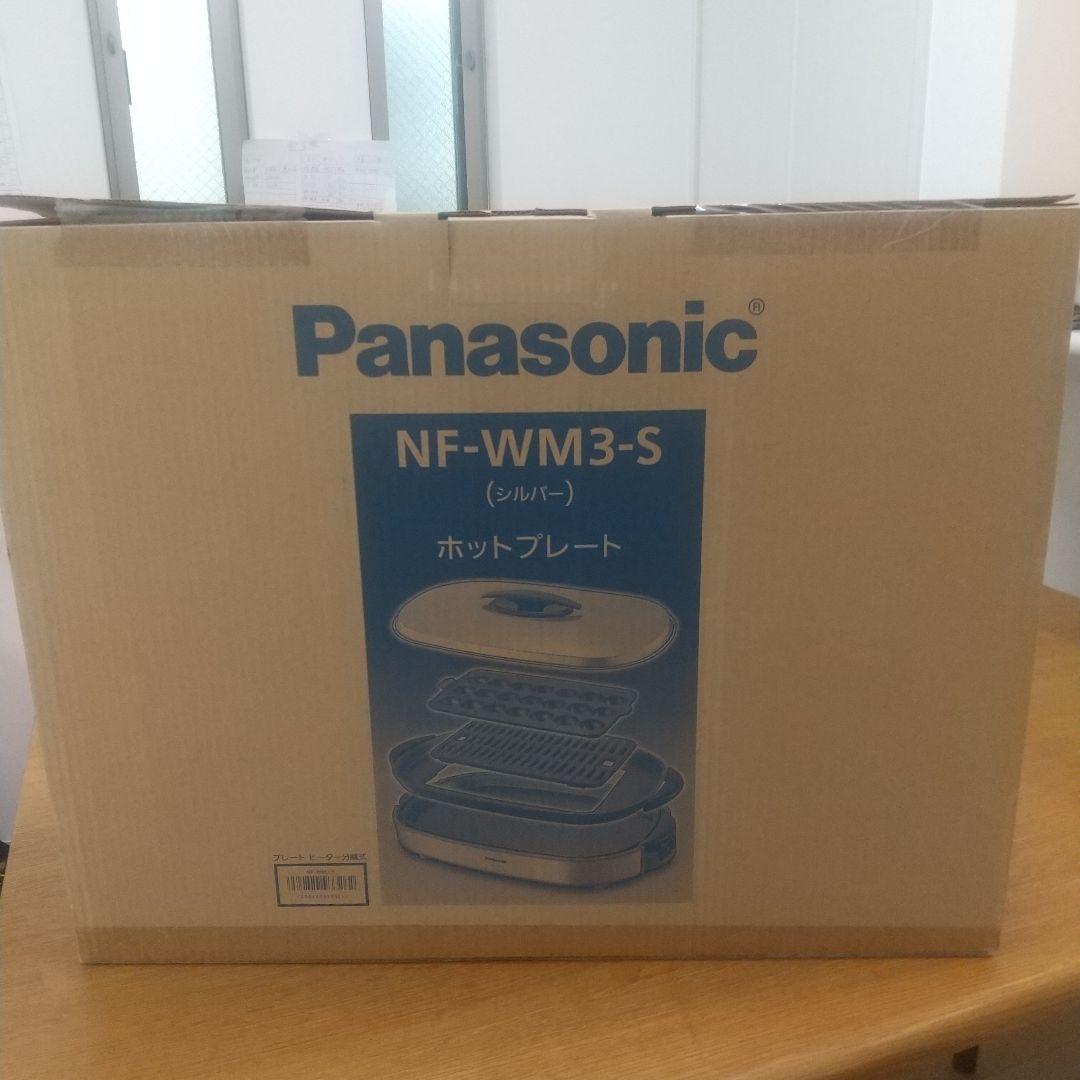 Panasonic®
NF-WM3-S
(シルバー)
ホットプレート
Panasonic
プレート ヒーター分離式